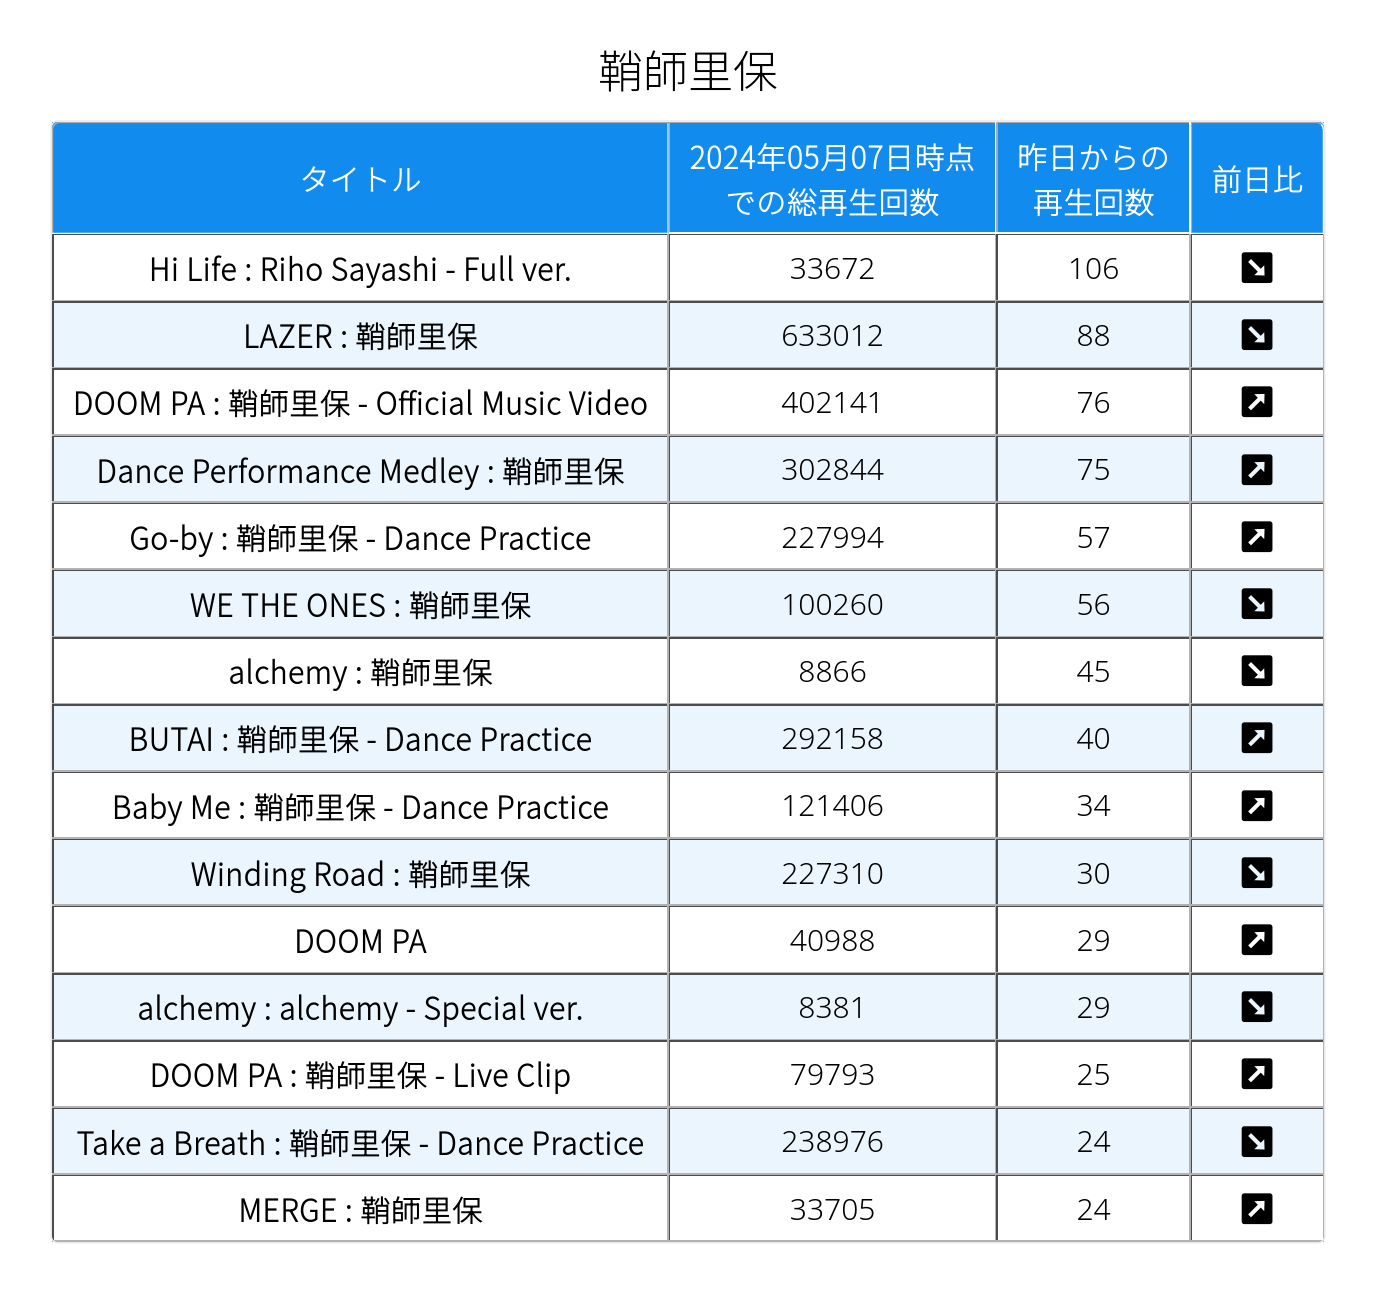 鞘師里保
タイトル 2024年05月07日時点での総再生回数 昨日からの再生回数 前日比
Hi Life : Riho Sayashi - Full ver. 33672 106 ↘
LAZER : 鞘師里保 633012 88 ↘
DOOM PA : 鞘師里保 - Official Music Video 402141 76 ↗
Dance Performance Medley : 鞘師里保 302844 75 ↗
Go-by : 鞘師里保 - Dance Practice 227994 57 ↗
WE THE ONES : 鞘師里保 100260 56 ↘
alchemy : 鞘師里保 8866 45 ↘
BUTAI : 鞘師里保 - Dance Practice 292158 40 ↗
Baby Me : 鞘師里保 - Dance Practice 121406 34 ↗
Winding Road : 鞘師里保 227310 30 ↘
DOOM PA 40988 29 ↗
alchemy : alchemy - Special ver. 8381 29 ↘
DOOM PA : 鞘師里保 - Live Clip 79793 25 ↗
Take a Breath : 鞘師里保 - Dance Practice 238976 24 ↘
MERGE : 鞘師里保 33705 24 ↗